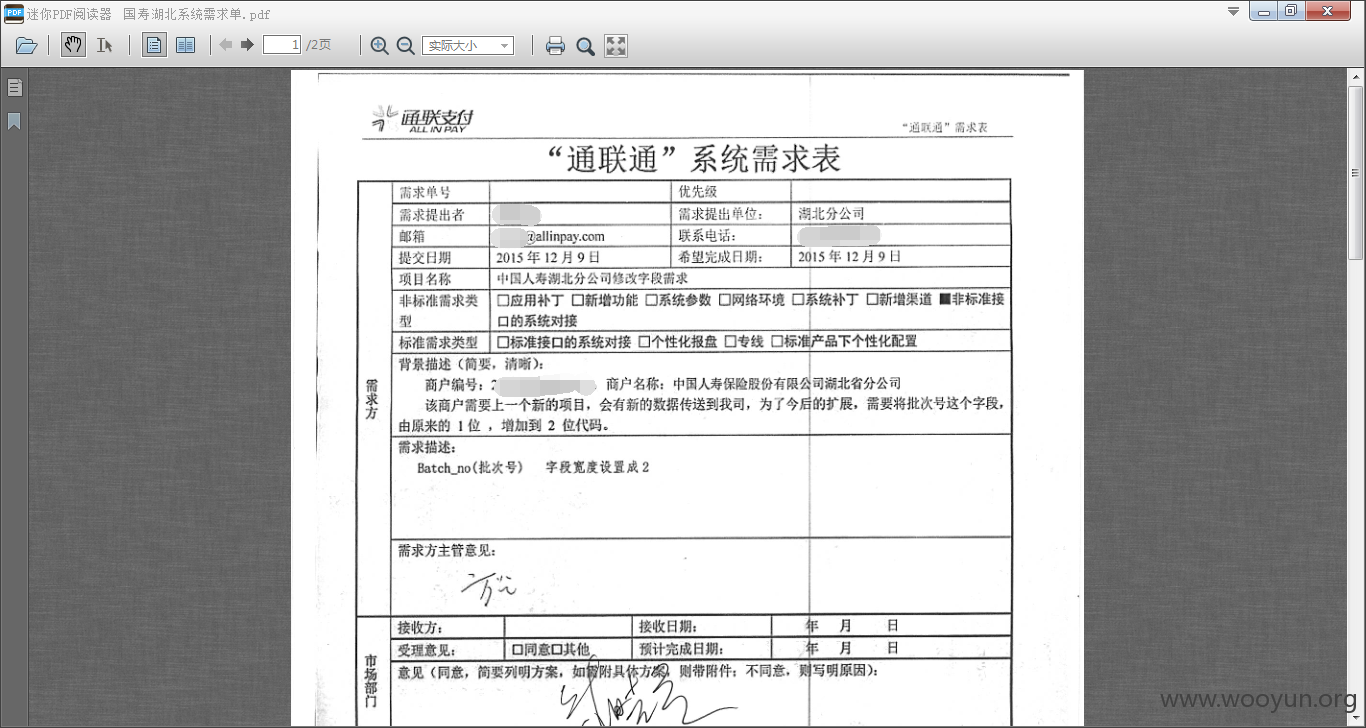 PDF 迷你PDF阅读器 国寿湖北系统需求单.pdf
1 /2页 实际大小
通联支付
ALLINPAY
“通联通”需求表
“通联通”系统需求表
需求单号 优先级
需求提出者 需求提出单位: 湖北分公司
邮箱 @allinpay.com 联系电话:
提交日期 2015 年 12 月 9 日 希望完成日期: 2015 年 12 月 9 日
项目名称 中国人寿湖北分公司修改字段需求
非标准需求类 □应用补丁 □新增功能 □系统参数 □网络环境 □系统补丁 □新增渠道 ■非标准接
型 口的系统对接
标准需求类型 □标准接口的系统对接 □个性化报盘 □专线 □标准产品下个性化配置
需求方
背景描述(简要,清晰):
商户编号:2 商户名称:中国人寿保险股份有限公司湖北省分公司
该商户需要上一个新的项目,会有新的数据传送到我司,为了今后的扩展,需要将批次号这个字段,
由原来的 1 位 ,增加到 2 位代码。
需求描述:
Batch_no(批次号) 字段宽度设置成 2
需求方主管意见:
市场部门
接收方: 接收日期: 年 月 日
受理意见: □同意□其他 预计完成日期: 年 月 日
意见(同意,简要列明方案,如需附具体方案,则带附件;不同意,则写明原因):
www.wooyun.org